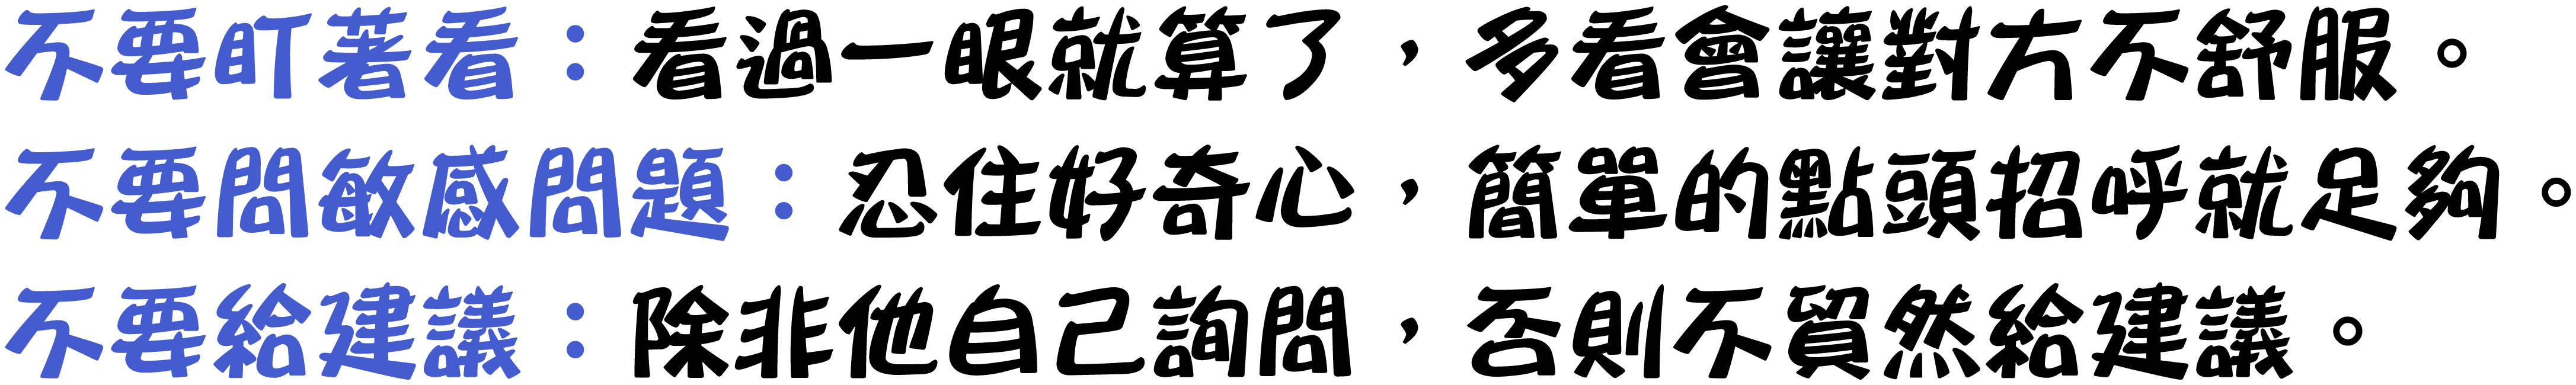 不要盯著看：看過一眼就算了，多看會讓對方不舒服。
不要問敏感問題：忍住好奇心，簡單的點頭招呼就足夠。
不要給建議：除非他自己詢問，否則不貿然給建議。